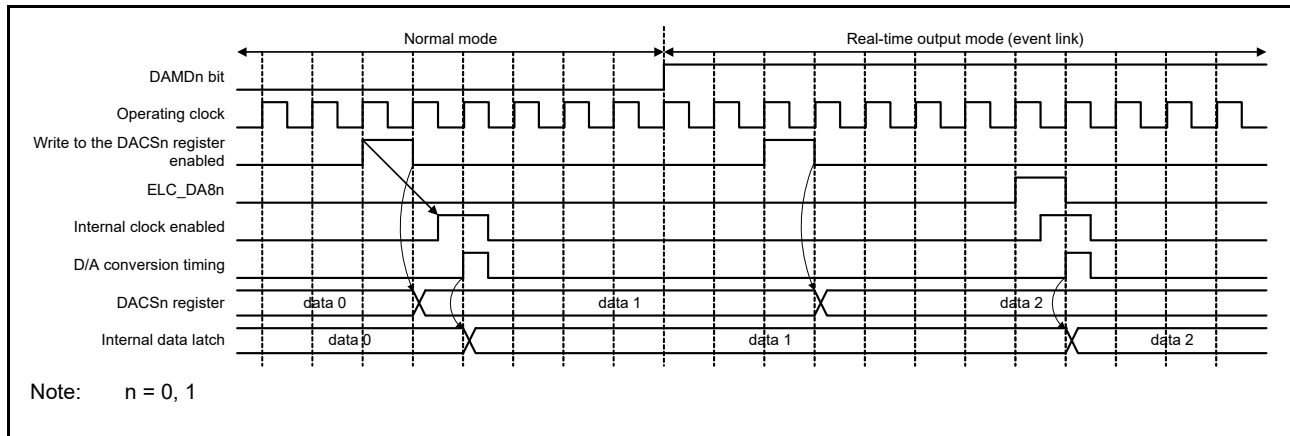 Normal mode
Real-time output mode (event link)
DAMDn bit
Operating clock
Write to the DACSn register
enabled
ELC_DA8n
Internal clock enabled
D/A conversion timing
DACSn register
data 0
data 1
data 2
Internal data latch
data 0
data 1
data 2
Note: n = 0, 1